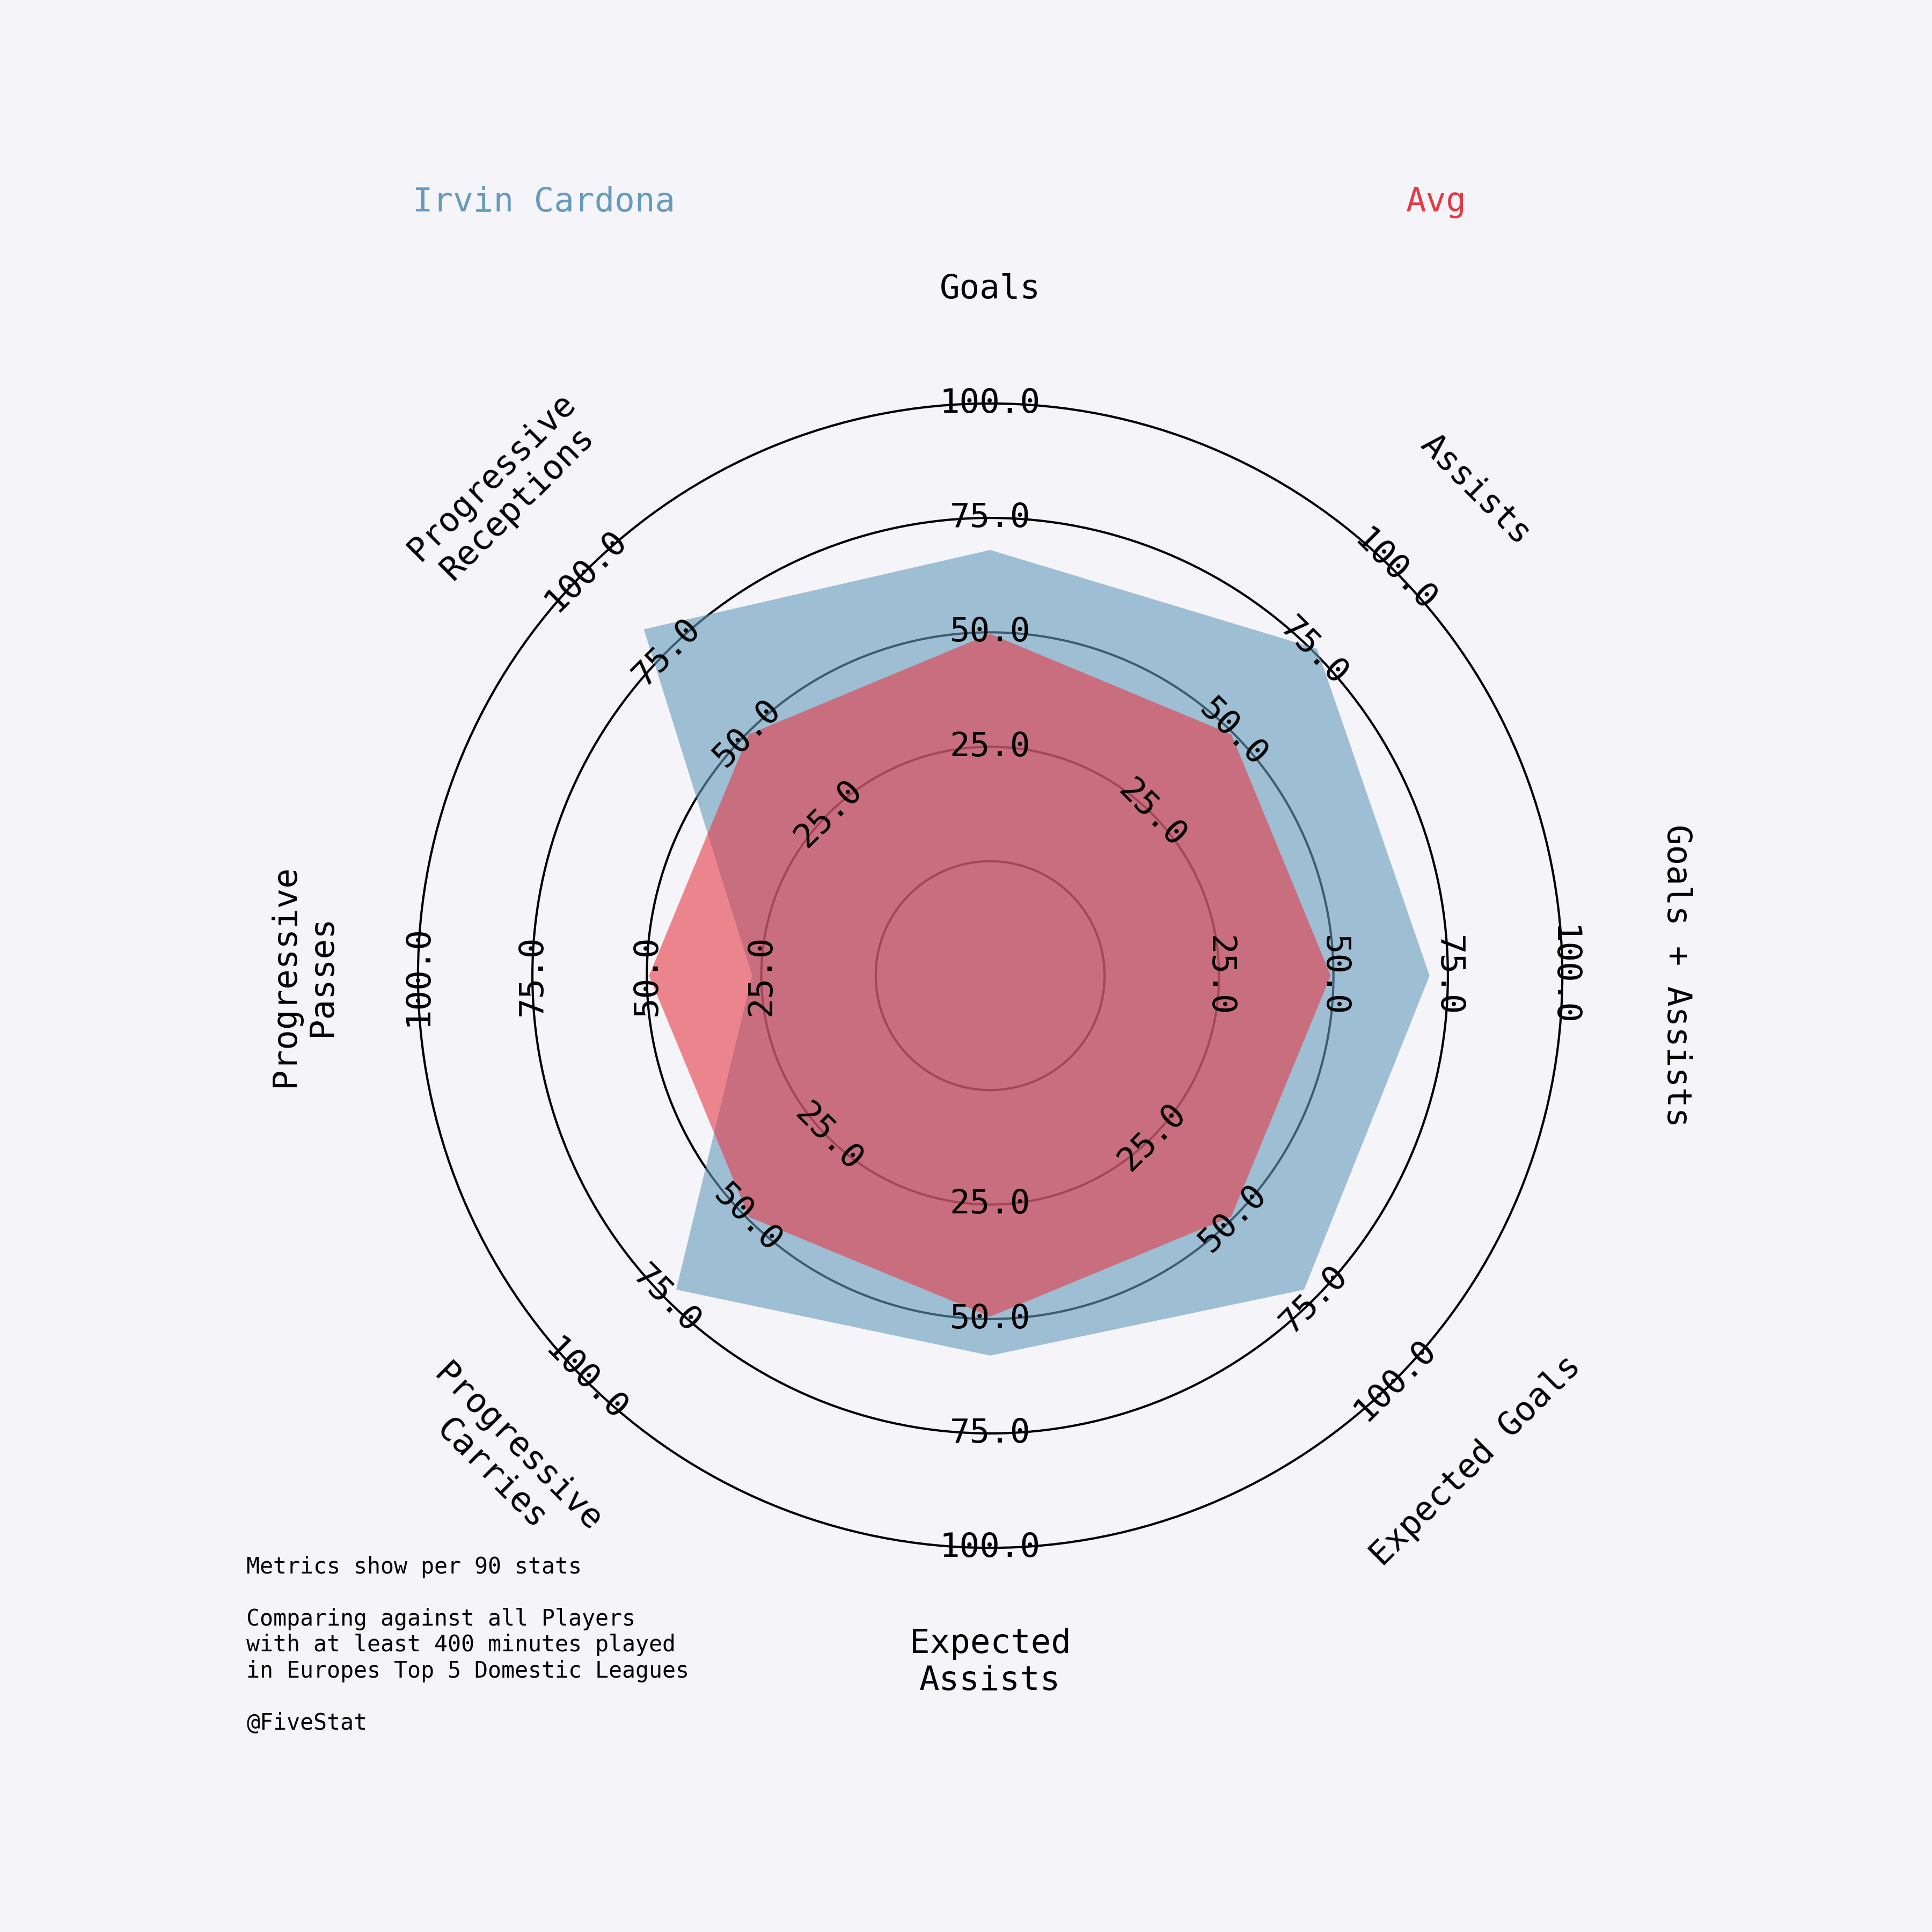 Irvin Cardona
Avg
Goals
Assists
Goals + Assists
Expected Goals
Expected
Assists
Progressive
Carries
Progressive
Passes
Progressive
Receptions
25.0
50.0
75.0
100.0
25.0
50.0
75.0
100.0
25.0
50.0
75.0
100.0
25.0
50.0
75.0
100.0
25.0
50.0
75.0
100.0
25.0
50.0
75.0
100.0
25.0
50.0
75.0
100.0
25.0
50.0
75.0
100.0
Metrics show per 90 stats
Comparing against all Players
with at least 400 minutes played
in Europes Top 5 Domestic Leagues
@FiveStat